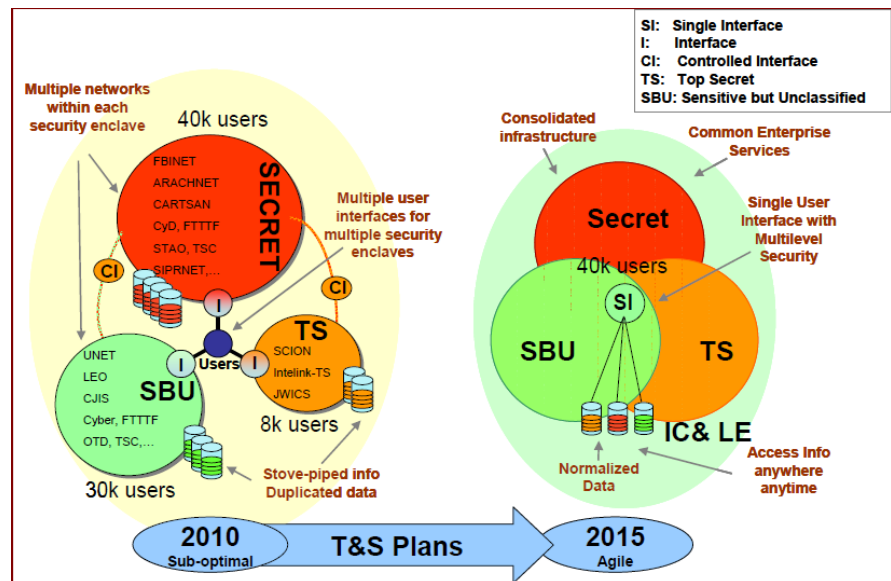 SI: Single Interface
I: Interface
CI: Controlled Interface
TS: Top Secret
SBU: Sensitive but Unclassified
Multiple networks
within each
security enclave
40k users
SECRET
FBINET
ARACHNET
CARTSAN
CyD, FTTTF
STAO, TSC
SIPRNET,...
CI
CI
Multiple user
interfaces for
multiple security
enclaves
I
I
I
Users
UNET
LEO
CJIS
Cyber, FTTTF
OTD, TSC,...
SBU
30k users
TS
SCION
Intelink-TS
JWICS
8k users
Stove-piped info
Duplicated data
Consolidated
infrastructure
Common Enterprise
Services
Single User
Interface with
Multilevel
Security
Secret
40k users
SI
SBU
TS
IC& LE
Normalized
Data
Access Info
anywhere
anytime
2010
Sub-optimal
T&S Plans
2015
Agile